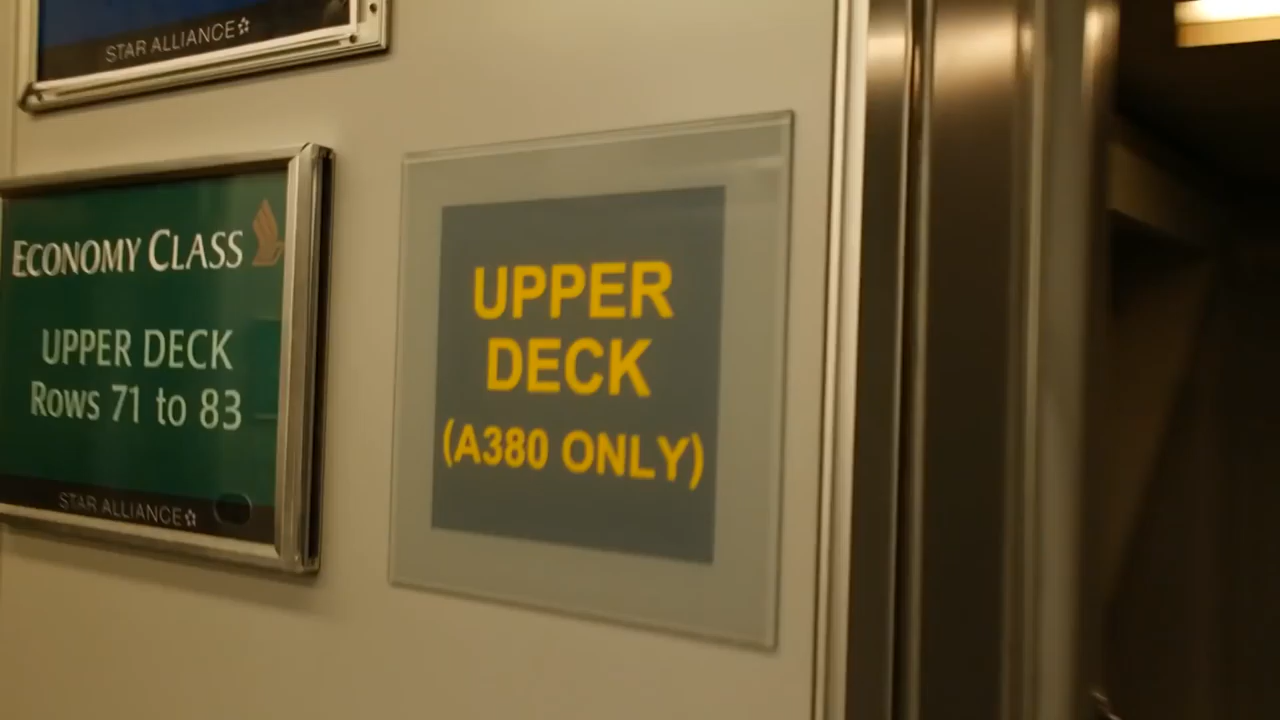 STAR ALLIANCE
ECONOMY CLASS
UPPER DECK
Rows 71 to 83
STAR ALLIANCE
UPPER
DECK
(A380 ONLY)